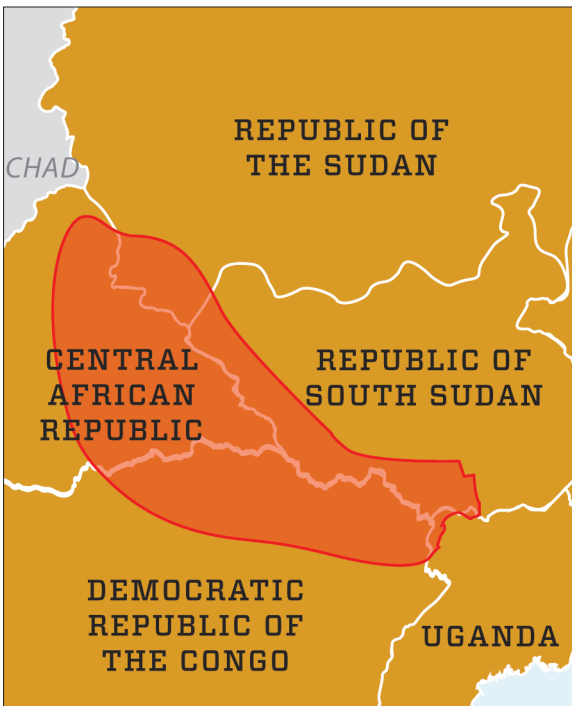 REPUBLIC OF
THE SUDAN
CHAD
CENTRAL
AFRICAN
REPUBLIC
REPUBLIC OF
SOUTH SUDAN
DEMOCRATIC
REPUBLIC OF
THE CONGO
UGANDA